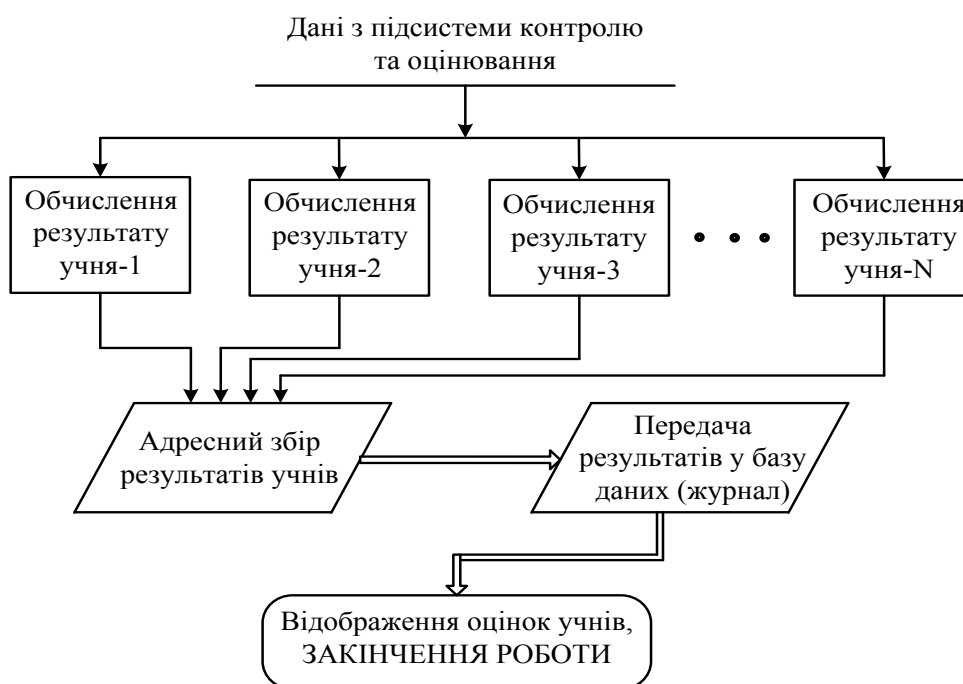 Дані з підсистеми контролю
та оцінювання
Обчислення
результату
учня-1
Обчислення
результату
учня-2
Обчислення
результату
учня-3
Обчислення
результату
учня-N
Адресний збір
результатів учнів
Передача
результатів у базу
даних (журнал)
Відображення оцінок учнів,
ЗАКІНЧЕННЯ РОБОТИ